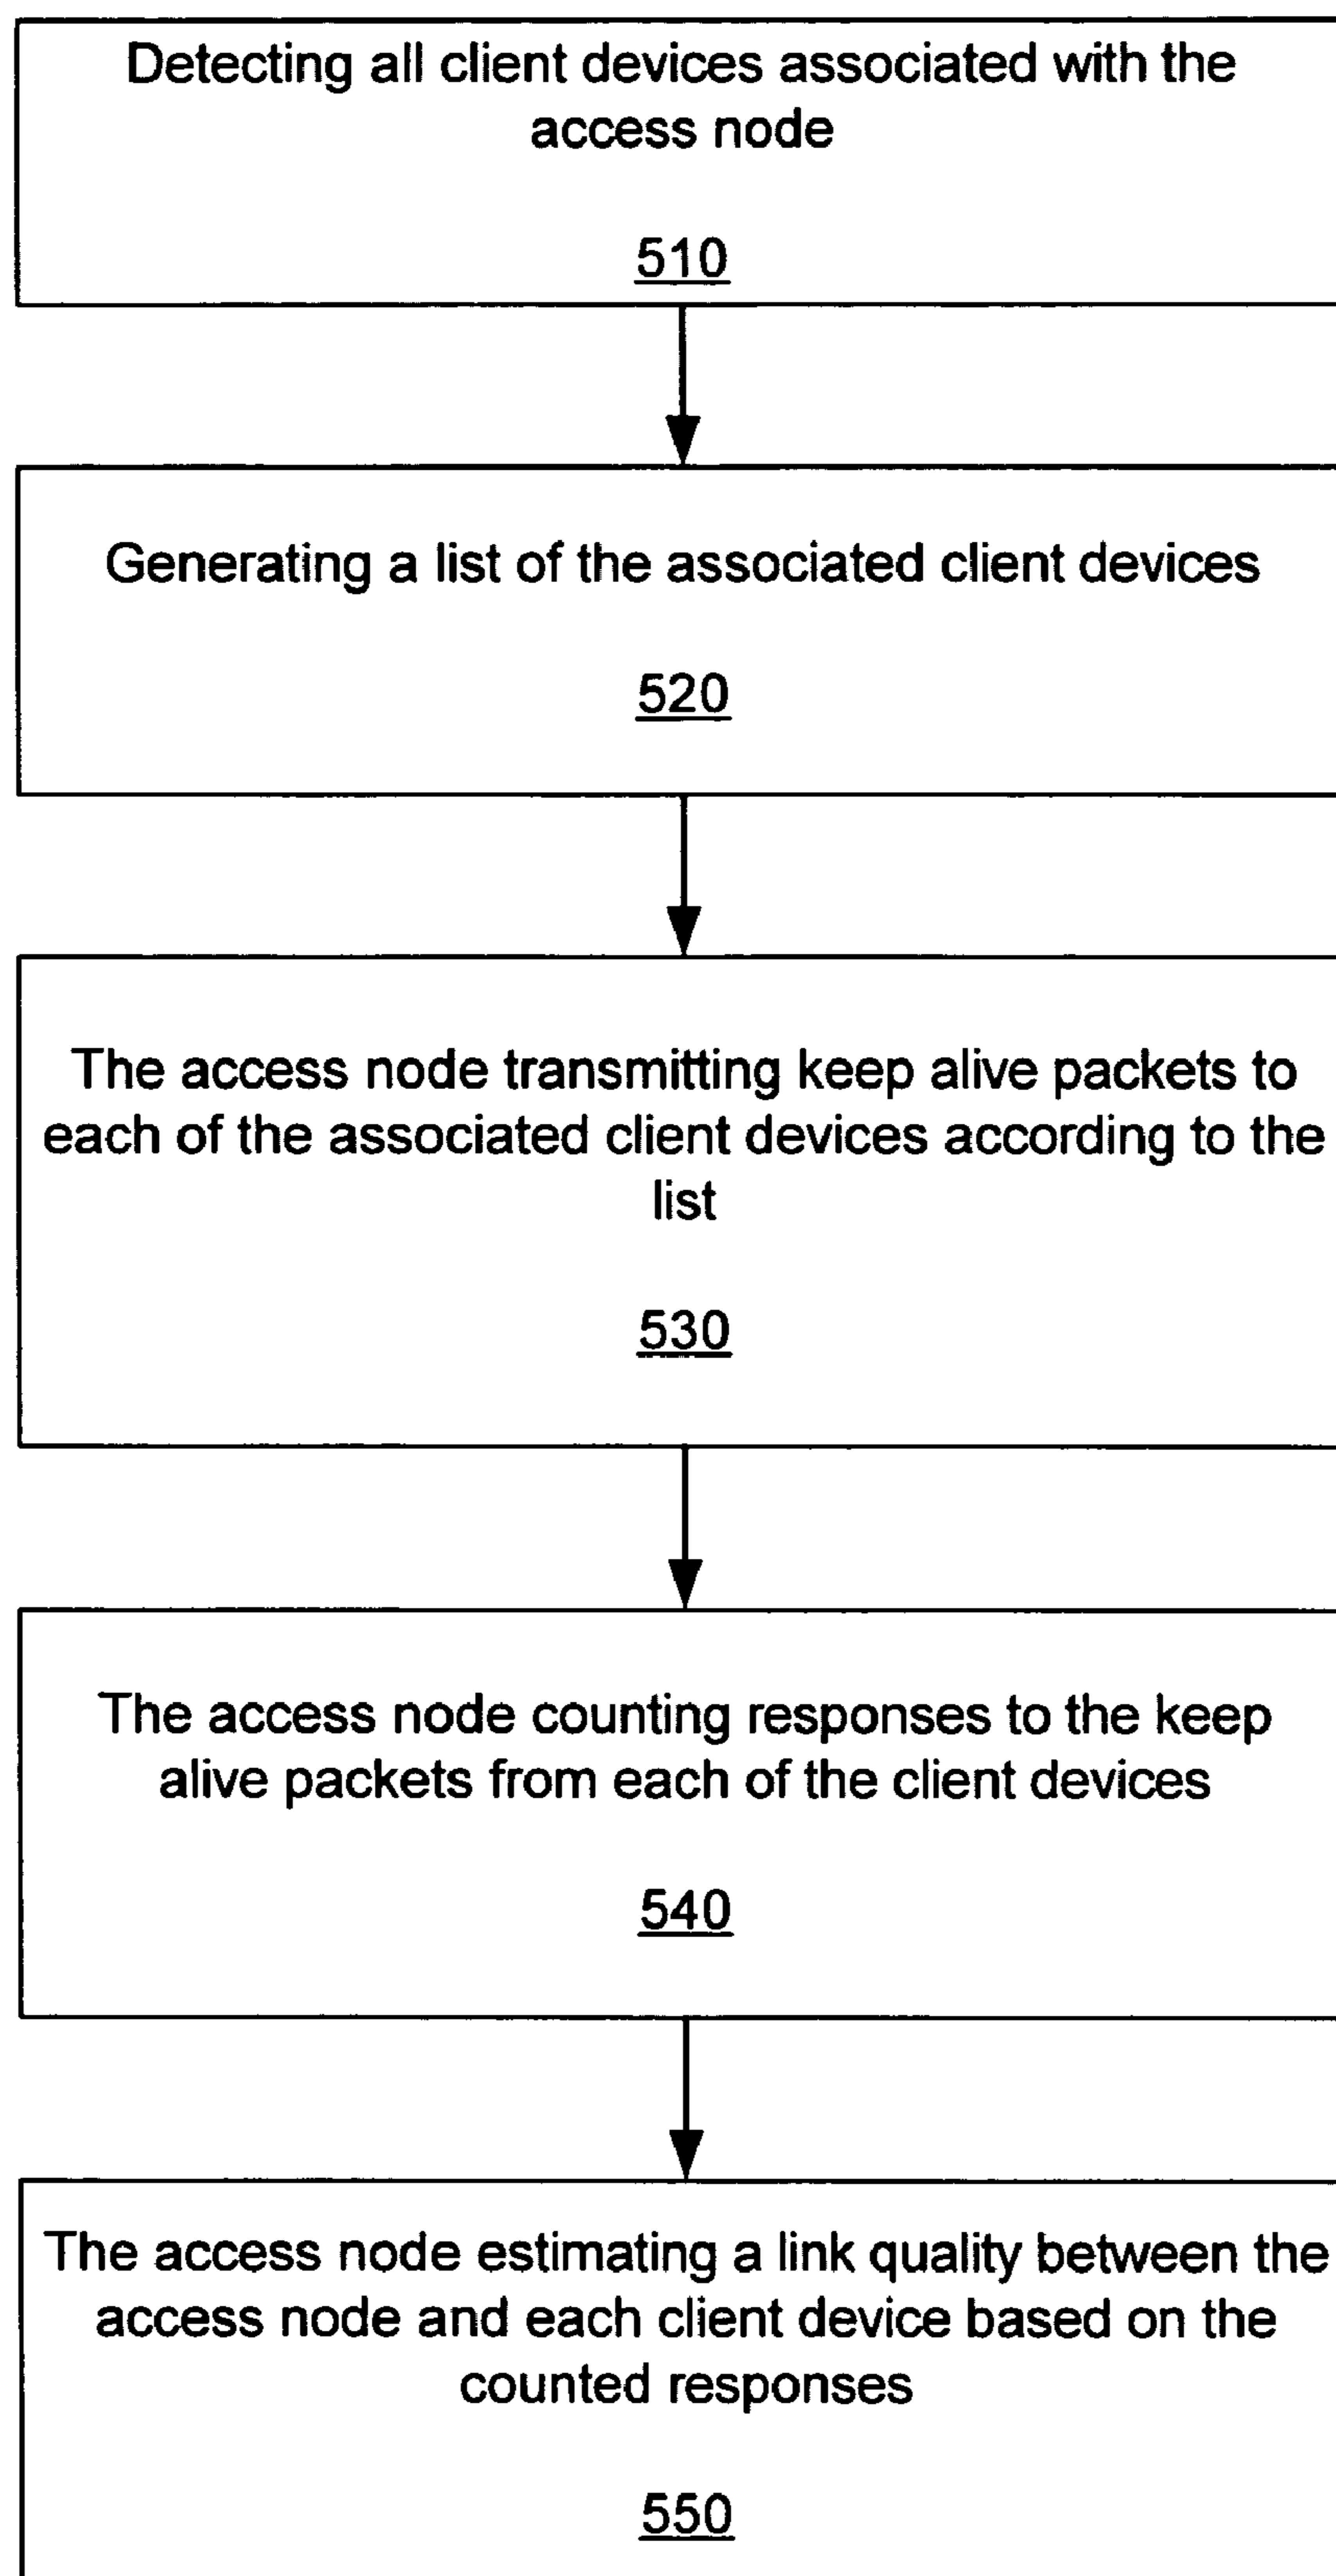 Detecting all client devices associated with the
access node
510
Generating a list of the associated client devices
520
The access node transmitting keep alive packets to
each of the associated client devices according to the
list
530
The access node counting responses to the keep
alive packets from each of the client devices
540
The access node estimating a link quality between the
access node and each client device based on the
counted responses
550